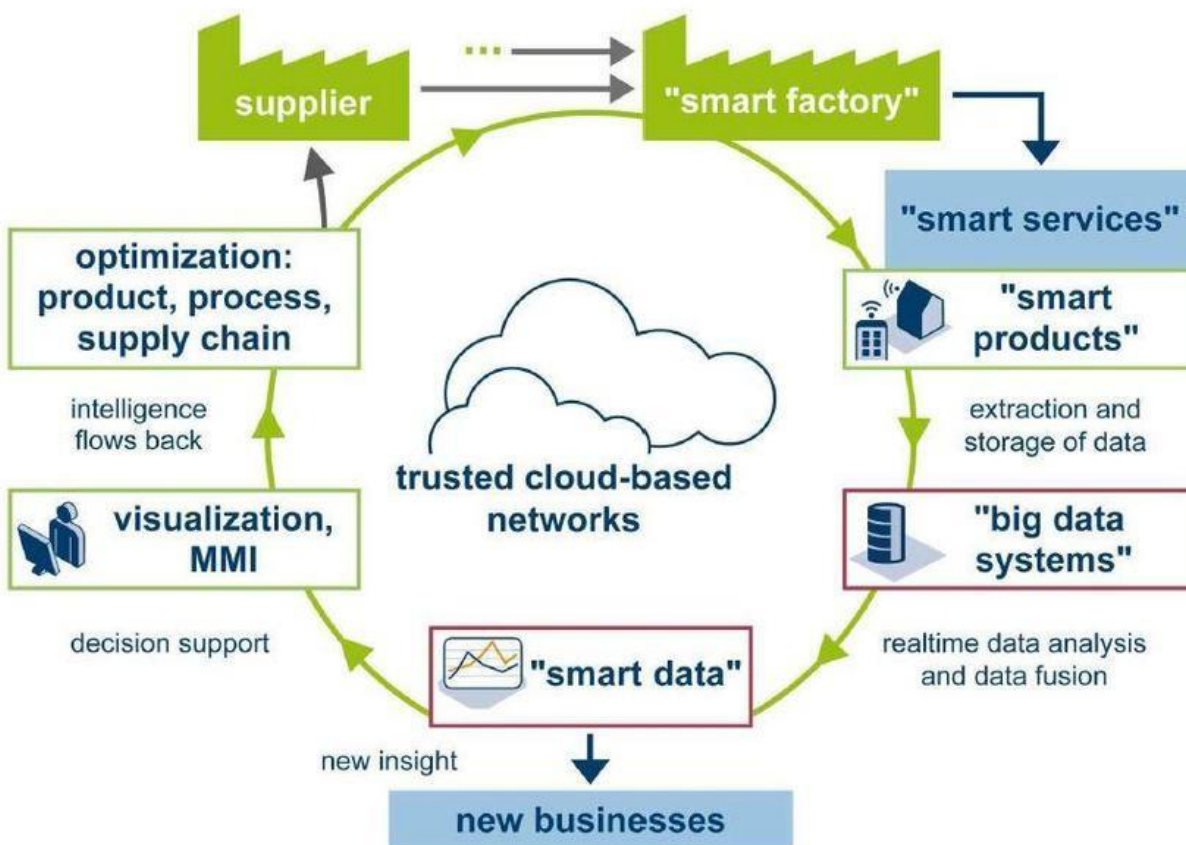 supplier
"smart factory"
"smart services"
optimization:
product, process,
supply chain
"smart
products"
intelligence
flows back
extraction and
storage of data
trusted cloud-based
networks
visualization,
MMI
"big data
systems"
decision support
"smart data"
realtime data analysis
and data fusion
new insight
new businesses